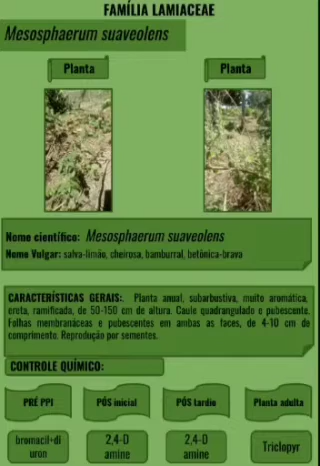 FAMÍLIA LAMIACEAE
Mesosphaerum suaveolens
Planta
Planta
Nome científico: Mesosphaerum suaveolens
Nome Vulgar: salva-limão, cheirosa, bamburral, betônica-brava
CARACTERÍSTICAS GERAIS:. Planta anual, subarbustiva, muito aromática,
ereta, ramificada, de 50-150 cm de altura. Caule quadrangulado e pubescente.
Folhas membranáceas e pubescentes em ambas as faces, de 4-10 cm de
comprimento. Reprodução por sementes.
CONTROLE QUÍMICO:
PRÉ PPI
PÓS inicial
PÓS tardio
Planta adulta
bromacil+di
uron
2,4-D
amine
2,4-D
amine
Triclopyr